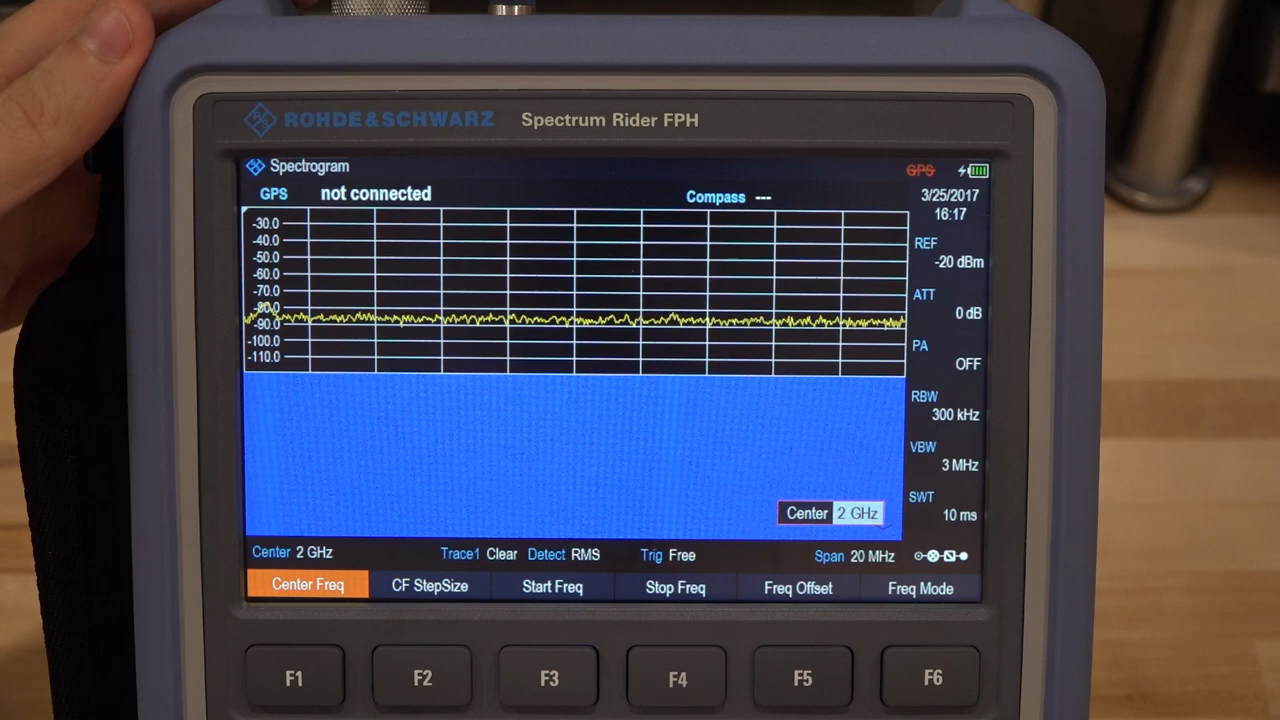 ROHDE & SCHWARZ Spectrum Rider FPH
Spectrogram GPS
GPS not connected Compass --- 3/25/2017
16:17
-30.0
-40.0
-50.0
-60.0
-70.0
-80.0
-90.0
-100.0
-110.0
REF
-20 dBm
ATT
0 dB
PA
OFF
RBW
300 kHz
VBW
3 MHz
SWT
10 ms
Center 2 GHz
Center 2 GHz Trace1 Clear Detect RMS Trig Free Span 20 MHz
Center Freq CF StepSize Start Freq Stop Freq Freq Offset Freq Mode
F1 F2 F3 F4 F5 F6